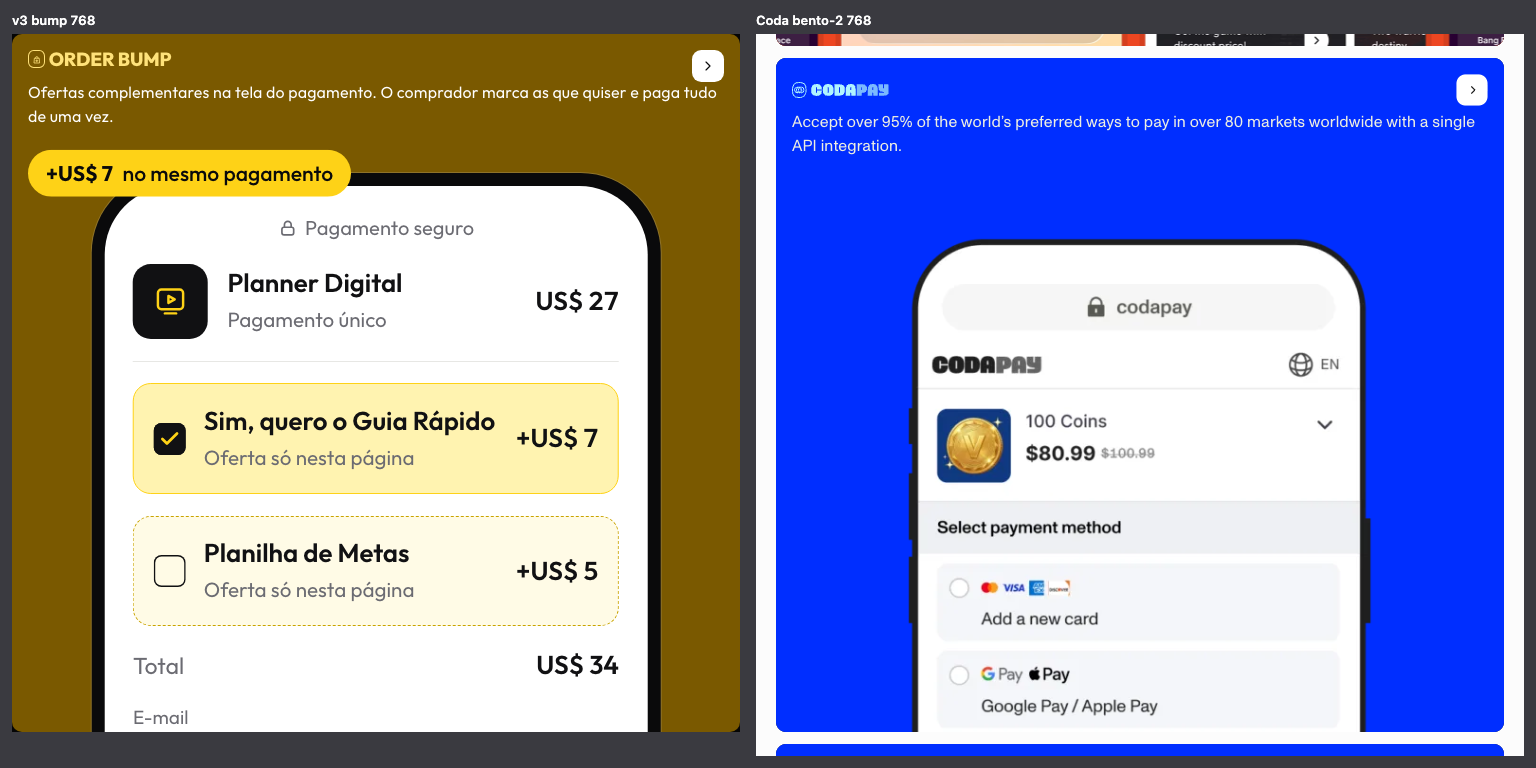 v3 bump 768
ORDER BUMP
Ofertas complementares na tela do pagamento. O comprador marca as que quiser e paga tudo
de uma vez.
+US$ 7 no mesmo pagamento
Pagamento seguro
Planner Digital
Pagamento único
US$ 27
Sim, quero o Guia Rápido
Oferta só nesta página
+US$ 7
Planilha de Metas
Oferta só nesta página
+US$ 5
Total
US$ 34
E-mail
Coda bento-2 768
discount price!
destiny
Bang
CODAPAY
Accept over 95% of the world's preferred ways to pay in over 80 markets worldwide with a single
API integration.
codapay
CODAPAY
EN
100 Coins
$80.99 $100.99
Select payment method
VISA
Add a new card
G Pay Pay
Google Pay / Apple Pay